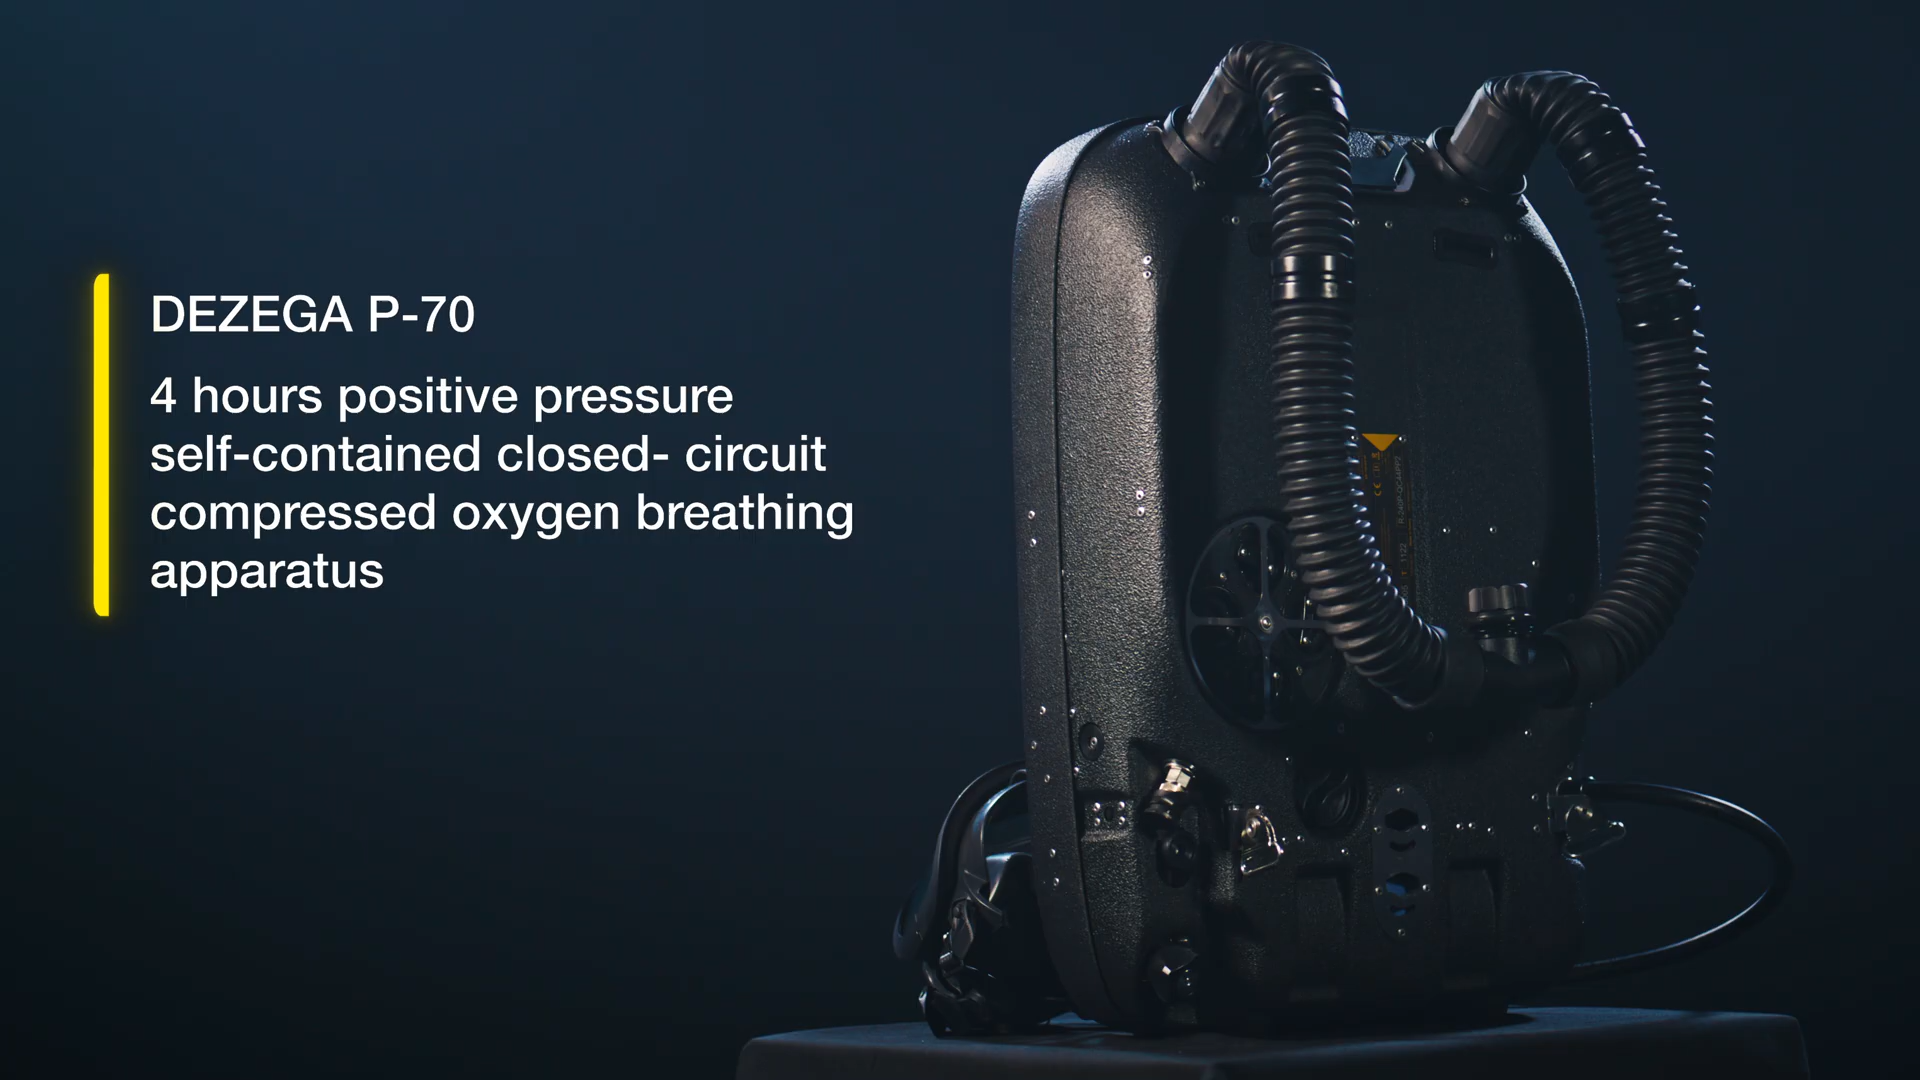 DEZEGA P-70
4 hours positive pressure
self-contained closed- circuit
compressed oxygen breathing
apparatus